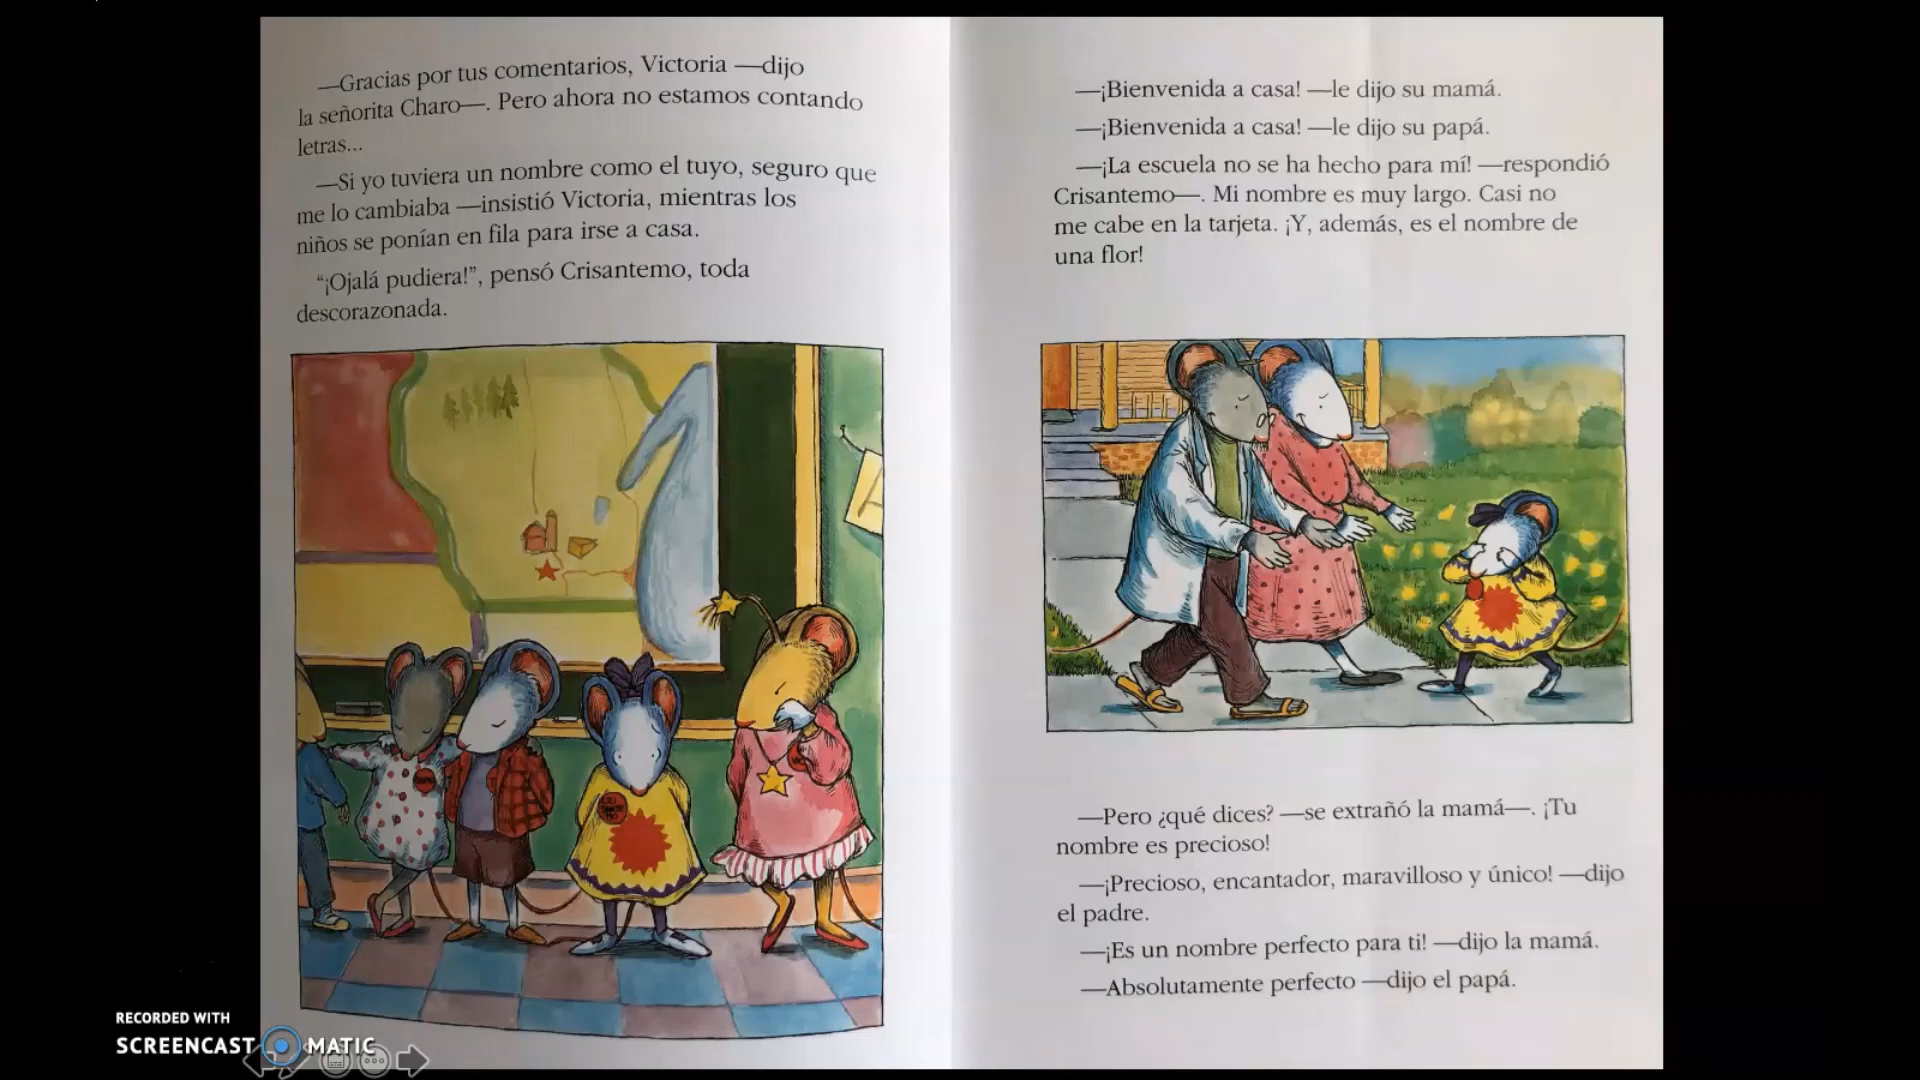 —Gracias por tus comentarios, Victoria —dijo
la señorita Charo—. Pero ahora no estamos contando
letras...
—Si yo tuviera un nombre como el tuyo, seguro que
me lo cambiaba —insistió Victoria, mientras los
niños se ponían en fila para irse a casa.
“¡Ojalá pudiera!”, pensó Crisantemo, toda
descorazonada.
—¡Bienvenida a casa! —le dijo su mamá.
—¡Bienvenida a casa! —le dijo su papá.
—¡La escuela no se ha hecho para mí! —respondió
Crisantemo—. Mi nombre es muy largo. Casi no
me cabe en la tarjeta. ¡Y, además, es el nombre de
una flor!
—Pero ¿qué dices? —se extrañó la mamá—. ¡Tu
nombre es precioso!
—¡Precioso, encantador, maravilloso y único! —dijo
el padre.
—¡Es un nombre perfecto para ti! —dijo la mamá.
—Absolutamente perfecto —dijo el papá.
RECORDED WITH
SCREENCAST MATIC